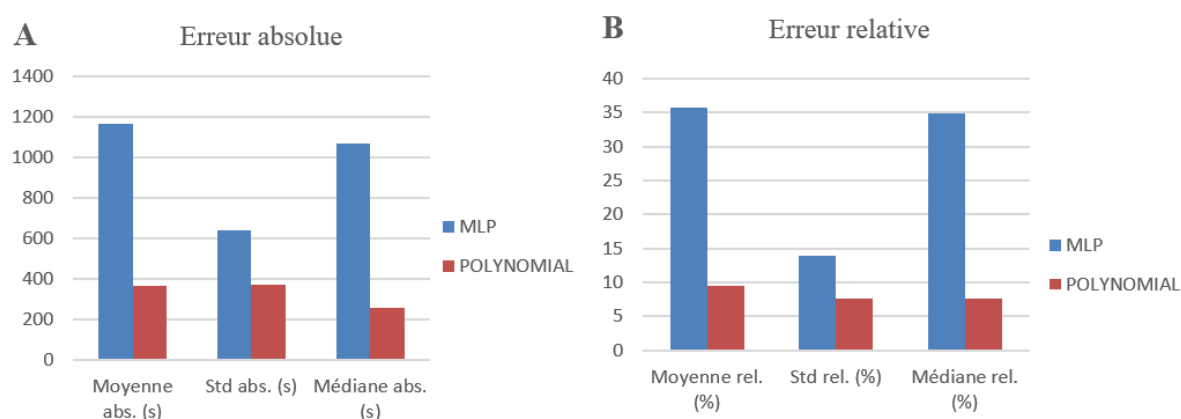 A
Erreur absolue
1400
1200
1000
800
600
400
200
0
Moyenne
abs. (s)
Std abs. (s)
Médiane abs.
(s)
MLP
POLYNOMIAL
B
Erreur relative
40
35
30
25
20
15
10
5
0
Moyenne rel.
(%)
Std rel. (%)
Médiane rel.
(%)
MLP
POLYNOMIAL